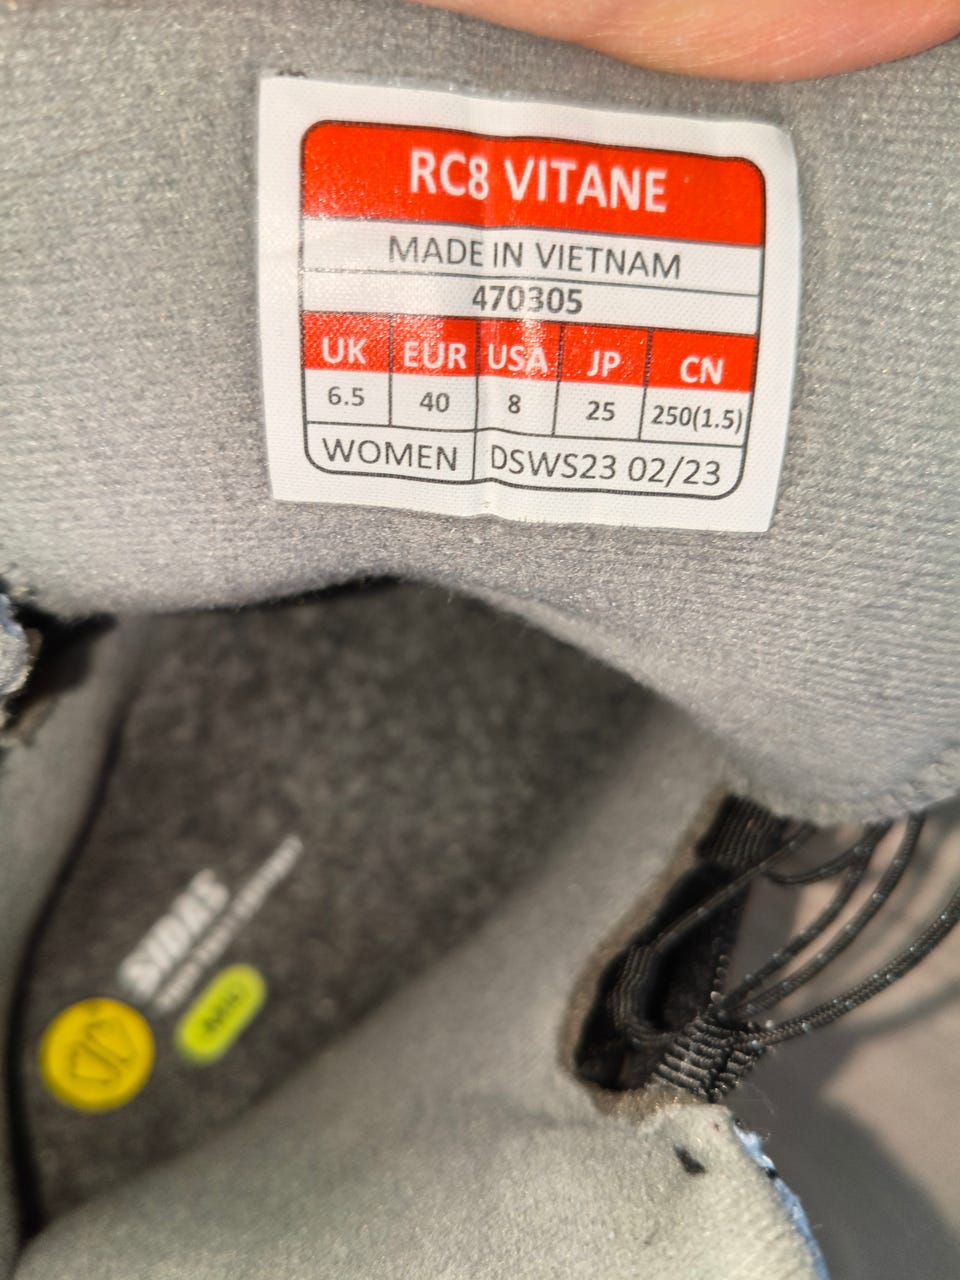 RC8 VITANE
MADE IN VIETNAM
470305
UK EUR USA JP CN
6.5 40 8 25 250(1.5)
WOMEN DSWS23 02/23
SIDAS